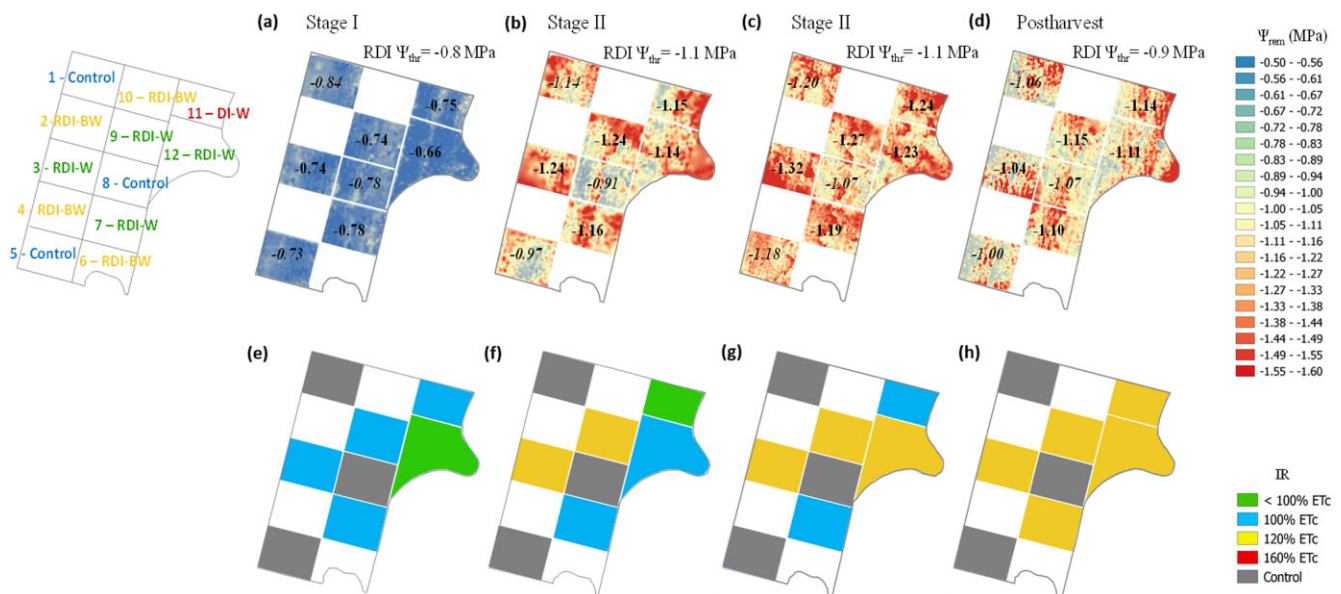 (a) Stage I
RDI Ψthr= -0.8 MPa
(b) Stage II
RDI Ψthr= -1.1 MPa
(c) Stage II
RDI Ψthr= -1.1 MPa
(d) Postharvest
RDI Ψthr= -0.9 MPa
1 - Control
10 – RDI-BW
11 – DI-W
2-RDI-BW
9 – RDI-W
12 – RDI-W
3 – RDI-W
8 - Control
4 – RDI-BW
7 – RDI-W
5 - Control
6 – RDI-BW
-0.84
-0.75
-0.74
-0.66
-0.74
-0.78
-0.78
-0.73
-1.14
-1.15
-1.24
-1.14
-1.24
-0.91
-1.16
-0.97
-1.20
-1.24
-1.27
-1.23
-1.32
-1.07
-1.19
-1.18
-1.06
-1.14
-1.15
-1.11
-1.04
-1.07
-1.10
-1.00
Ψrem (MPa)
-0.50 - -0.56
-0.56 - -0.61
-0.61 - -0.67
-0.67 - -0.72
-0.72 - -0.78
-0.78 - -0.83
-0.83 - -0.89
-0.89 - -0.94
-0.94 - -1.00
-1.00 - -1.05
-1.05 - -1.11
-1.11 - -1.16
-1.16 - -1.22
-1.22 - -1.27
-1.27 - -1.33
-1.33 - -1.38
-1.38 - -1.44
-1.44 - -1.49
-1.49 - -1.55
-1.55 - -1.60
(e)
(f)
(g)
(h)
IR
< 100% ETc
100% ETc
120% ETc
160% ETc
Control